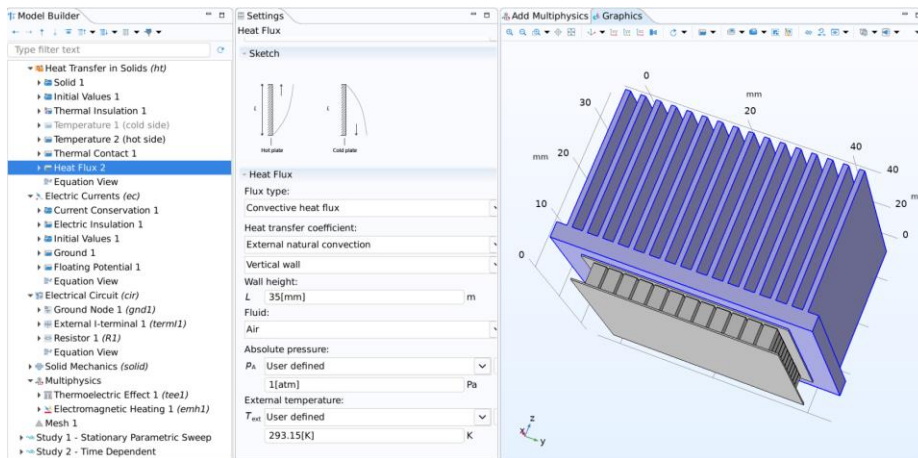 Model Builder
Type filter text
Heat Transfer in Solids (ht)
Solid 1
Initial Values 1
Thermal Insulation 1
Temperature 1 (cold side)
Temperature 2 (hot side)
Thermal Contact 1
Heat Flux 2
Equation View
Electric Currents (ec)
Current Conservation 1
Electric Insulation 1
Initial Values 1
Ground 1
Floating Potential 1
Equation View
Electrical Circuit (cir)
Ground Node 1 (gnd1)
External I-terminal 1 (termI1)
Resistor 1 (R1)
Equation View
Solid Mechanics (solid)
Multiphysics
Thermoelectric Effect 1 (tee1)
Electromagnetic Heating 1 (emh1)
Mesh 1
Study 1 - Stationary Parametric Sweep
Study 2 - Time Dependent
Settings
Heat Flux
Sketch
L
L
Hot plate
Cold plate
Heat Flux
Flux type:
Convective heat flux
Heat transfer coefficient:
External natural convection
Vertical wall
Wall height:
L 35[mm] m
Fluid:
Air
Absolute pressure:
pA User defined
1[atm] Pa
External temperature:
Text User defined
293.15[K] K
Add Multiphysics
Graphics
0
mm
30
20
mm
20
40
40
10
20
m
0
0
z
x
y